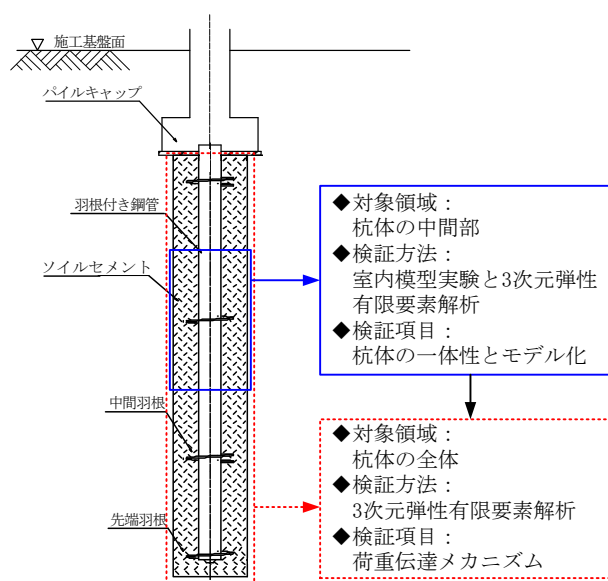 施工基盤面
パイルキャップ
羽根付き鋼管
ソイルセメント
中間羽根
先端羽根
◆対象領域：
杭体の中間部
◆検証方法：
室内模型実験と3次元弾性
有限要素解析
◆検証項目：
杭体の一体性とモデル化
◆対象領域：
杭体の全体
◆検証方法：
3次元弾性有限要素解析
◆検証項目：
荷重伝達メカニズム